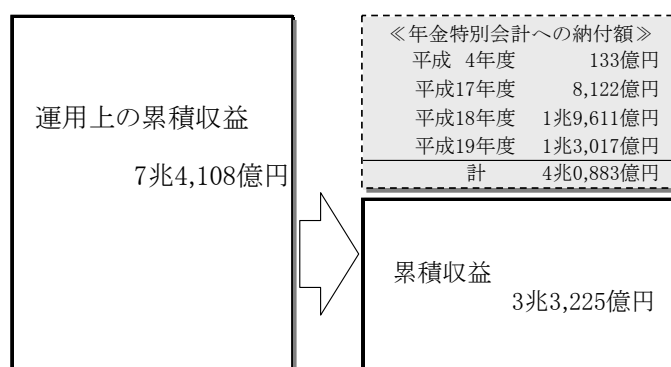 運用上の累積収益
7兆4,108億円
≪年金特別会計への納付額≫
平成 4年度 133億円
平成17年度 8,122億円
平成18年度 1兆9,611億円
平成19年度 1兆3,017億円
計 4兆0,883億円
累積収益
3兆3,225億円